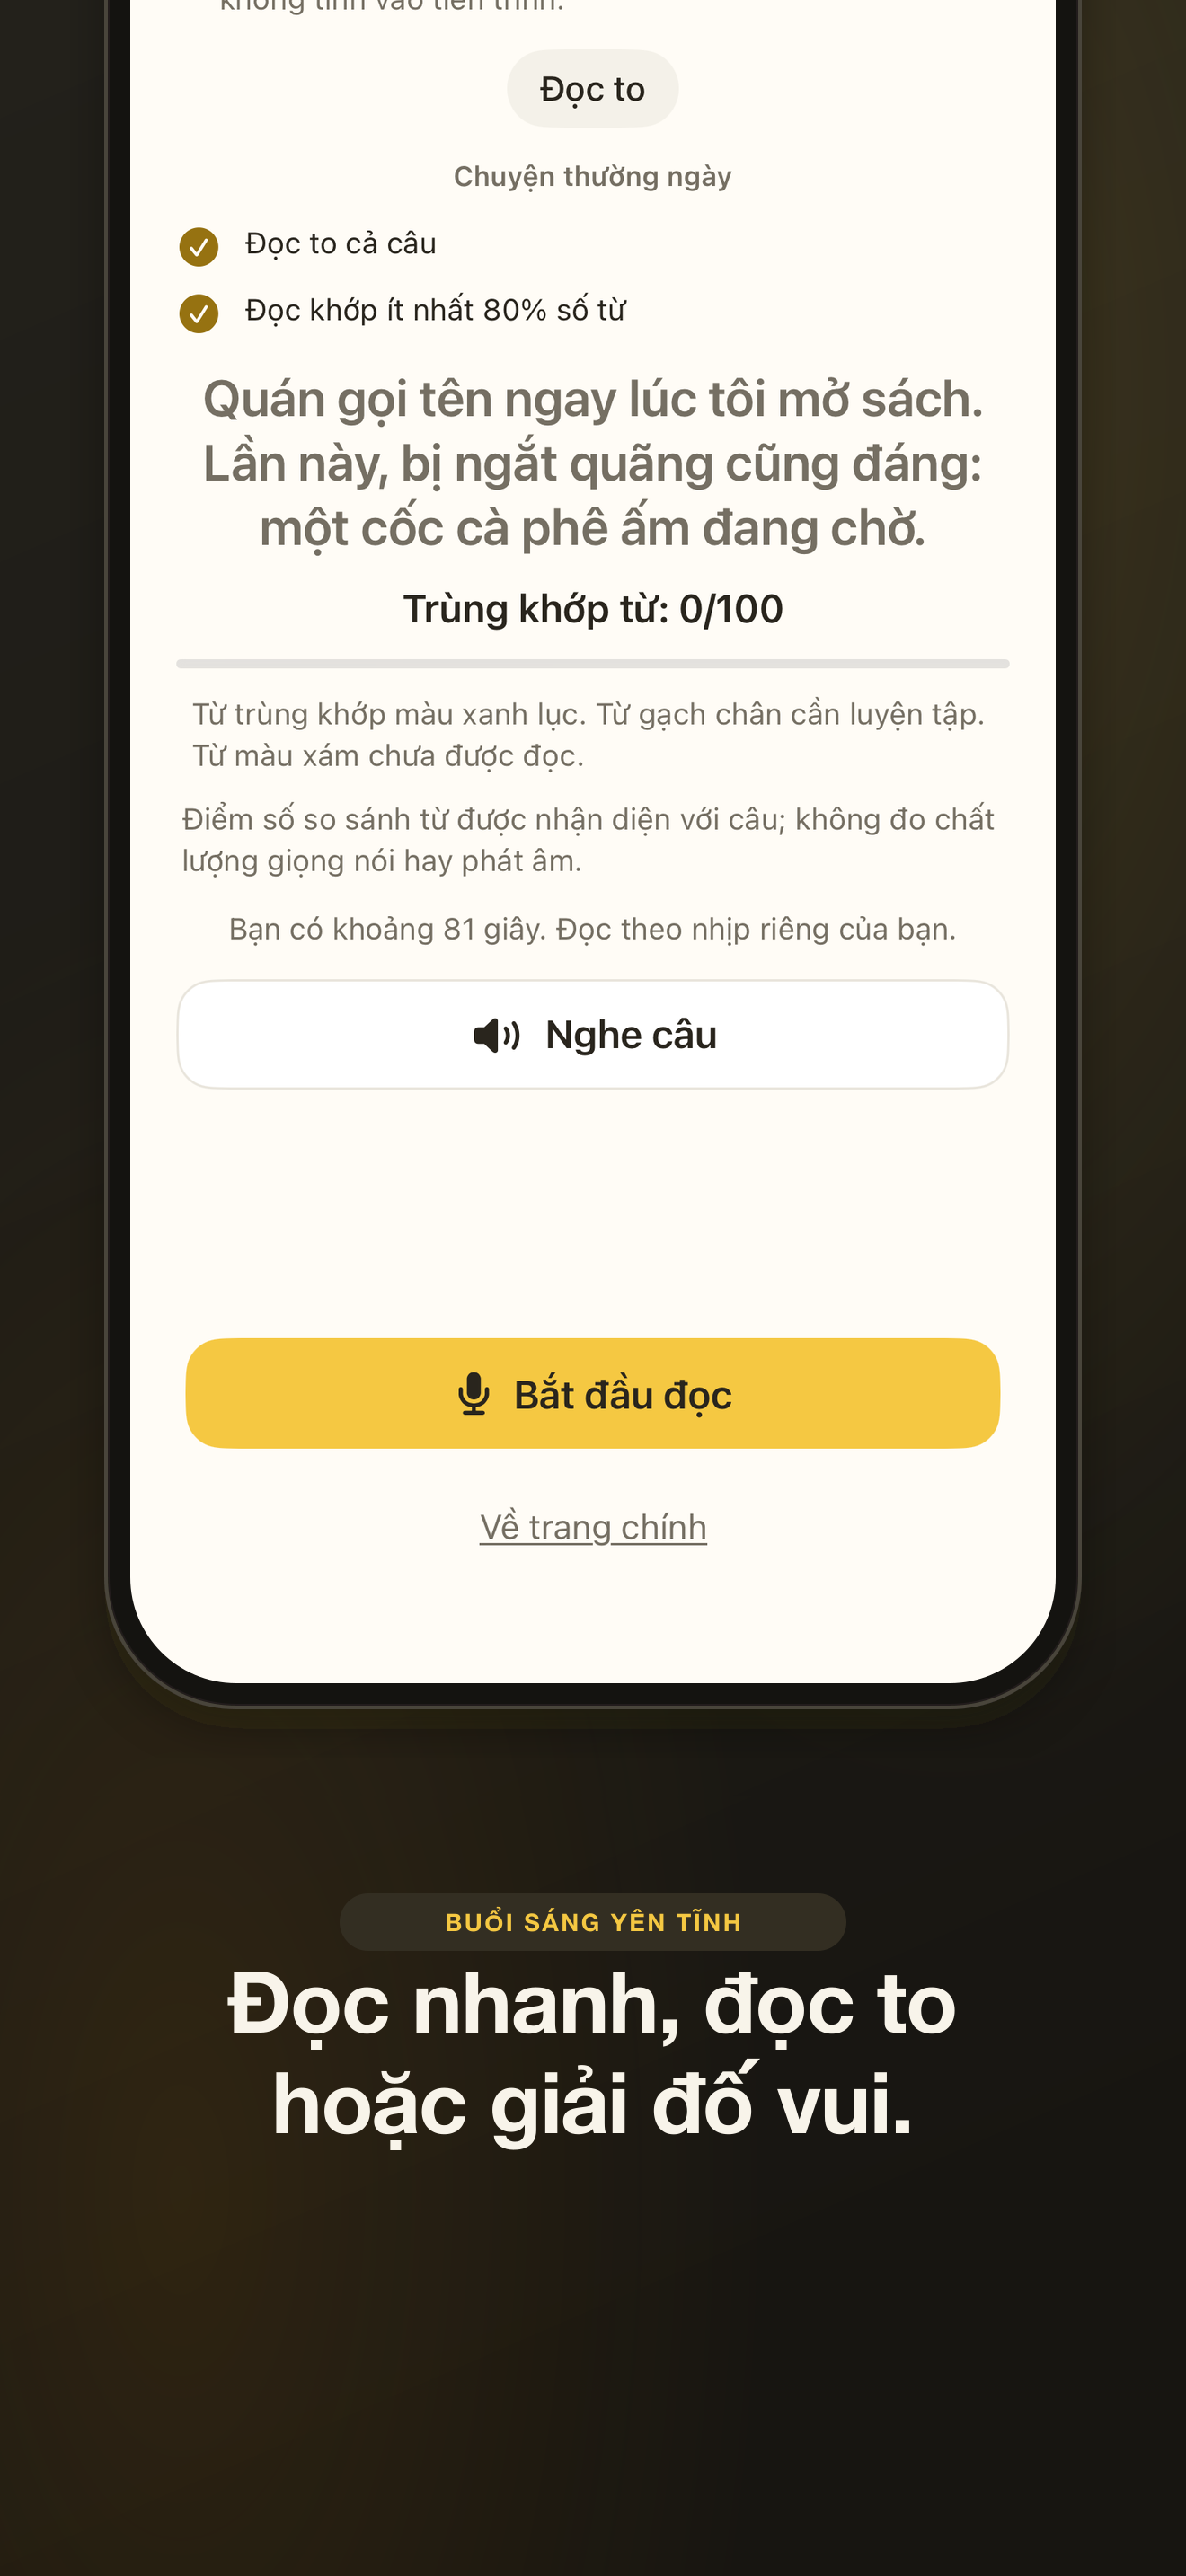 không tính vào tiến trình.
Đọc to
Chuyện thường ngày
Đọc to cả câu
Đọc khớp ít nhất 80% số từ
Quán gọi tên ngay lúc tôi mở sách.
Lần này, bị ngắt quãng cũng đáng:
một cốc cà phê ấm đang chờ.
Trùng khớp từ: 0/100
Từ trùng khớp màu xanh lục. Từ gạch chân cần luyện tập.
Từ màu xám chưa được đọc.
Điểm số so sánh từ được nhận diện với câu; không đo chất
lượng giọng nói hay phát âm.
Bạn có khoảng 81 giây. Đọc theo nhịp riêng của bạn.
Nghe câu
Bắt đầu đọc
Về trang chính
BUỔI SÁNG YÊN TĨNH
Đọc nhanh, đọc to
hoặc giải đố vui.